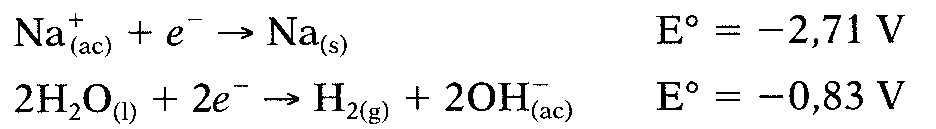 Na⁺(ac) + e⁻ → Na(s) E° = −2,71 V
2H₂O(l) + 2e⁻ → H₂(g) + 2OH⁻(ac) E° = −0,83 V